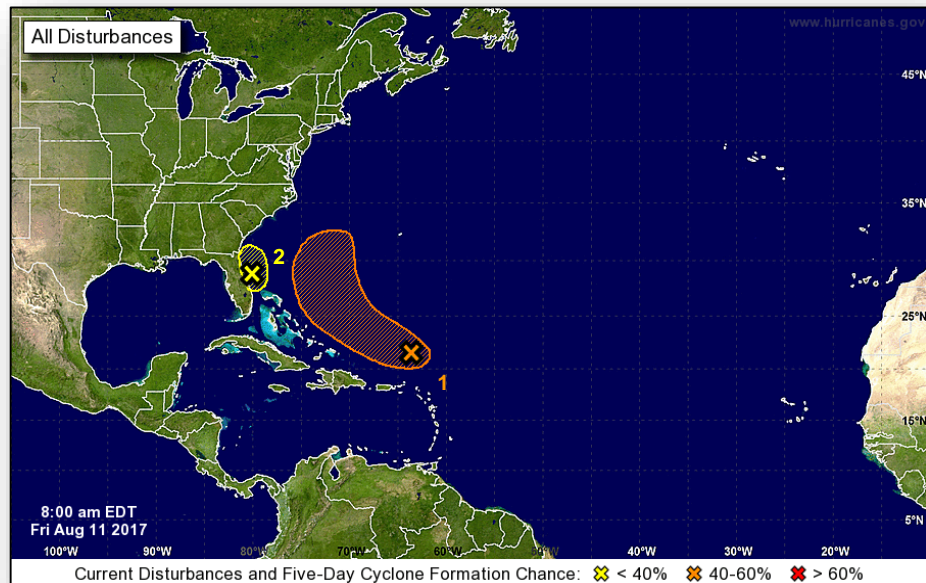 All Disturbances
www.hurricanes.gov
45°N
35°N
2
25°N
1
15°N
8:00 am EDT
Fri Aug 11 2017
5°N
100°W 90°W 80°W 70°W 60°W 50°W 40°W 30°W 20°W
Current Disturbances and Five-Day Cyclone Formation Chance: < 40% 40-60% > 60%